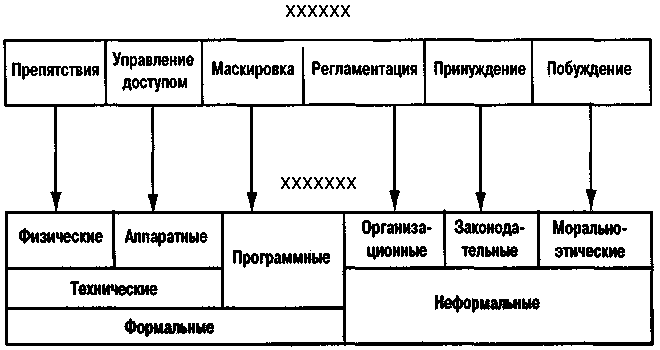 XXXXXX
Препятствия
Управление
доступом
Маскировка
Регламентация
Принуждение
Побуждение
XXXXXXX
Физические
Аппаратные
Программные
Организа-
ционные
Законода-
тельные
Морально-
этические
Технические
Неформальные
Формальные